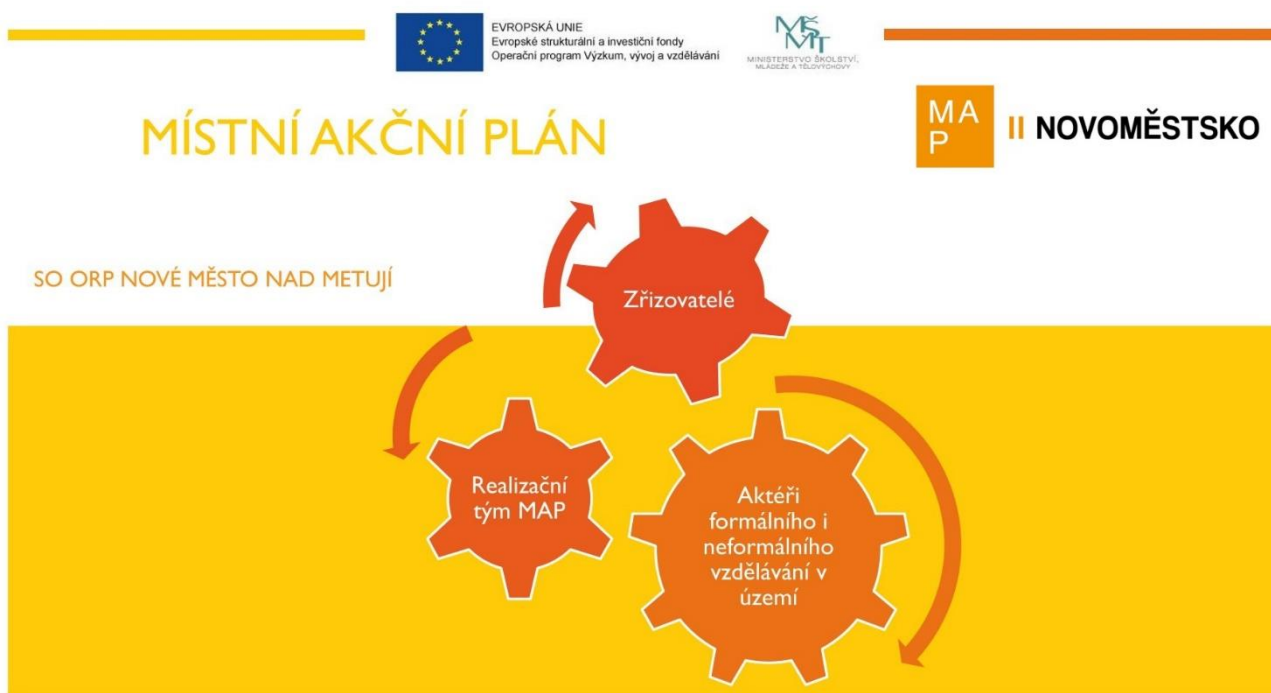 EVROPSKÁ UNIE
Evropské strukturální a investiční fondy
Operační program Výzkum, vývoj a vzdělávání
MŠMT
MINISTERSTVO ŠKOLSTVÍ,
MLÁDEŽE A TĚLOVÝCHOVY
MÍSTNÍ AKČNÍ PLÁN
MA
P
II NOVOMĚSTSKO
SO ORP NOVÉ MĚSTO NAD METUJÍ
Zřizovatelé
Realizační
tým MAP
Aktéři
formálního i
neformálního
vzdělávání v
území